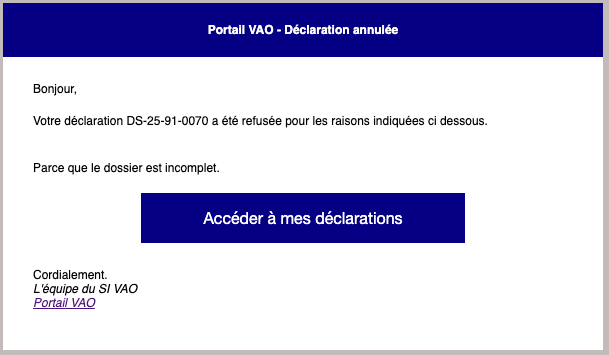 Portail VAO - Déclaration annulée
Bonjour,
Votre déclaration DS-25-91-0070 a été refusée pour les raisons indiquées ci dessous.
Parce que le dossier est incomplet.
Accéder à mes déclarations
Cordialement.
L'équipe du SI VAO
Portail VAO